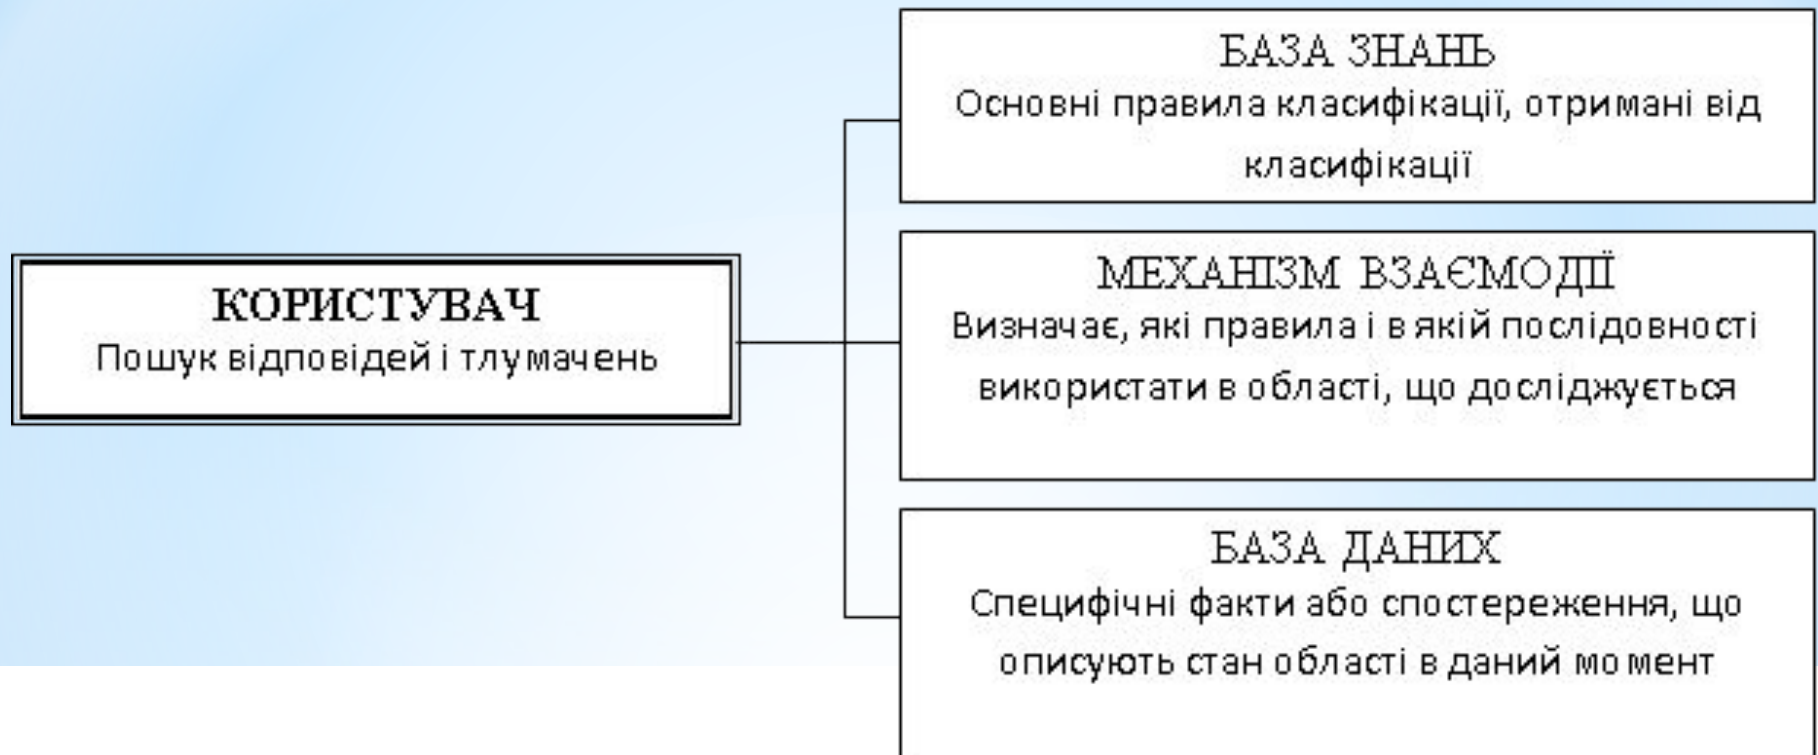 БАЗА ЗНАНЬ
Основні правила класифікації, отримані від
класифікації
КОРИСТУВАЧ
Пошук відповідей і тлумачень
МЕХАНІЗМ ВЗАЄМОДІЇ
Визначає, які правила і в якій послідовності
використати в області, що досліджується
БАЗА ДАНИХ
Специфічні факти або спостереження, що
описують стан області в даний момент